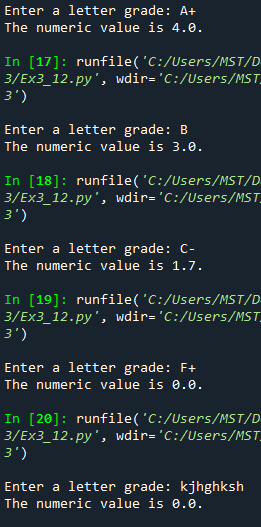 Enter a letter grade: A+
The numeric value is 4.0.
In [17]: runfile('C:/Users/MST/D
3/Ex3_12.py', wdir='C:/Users/MST
3')
Enter a letter grade: B
The numeric value is 3.0.
In [18]: runfile('C:/Users/MST/D
3/Ex3_12.py', wdir='C:/Users/MST
3')
Enter a letter grade: C-
The numeric value is 1.7.
In [19]: runfile('C:/Users/MST/D
3/Ex3_12.py', wdir='C:/Users/MST
3')
Enter a letter grade: F+
The numeric value is 0.0.
In [20]: runfile('C:/Users/MST/D
3/Ex3_12.py', wdir='C:/Users/MST
3')
Enter a letter grade: kjhghksh
The numeric value is 0.0.